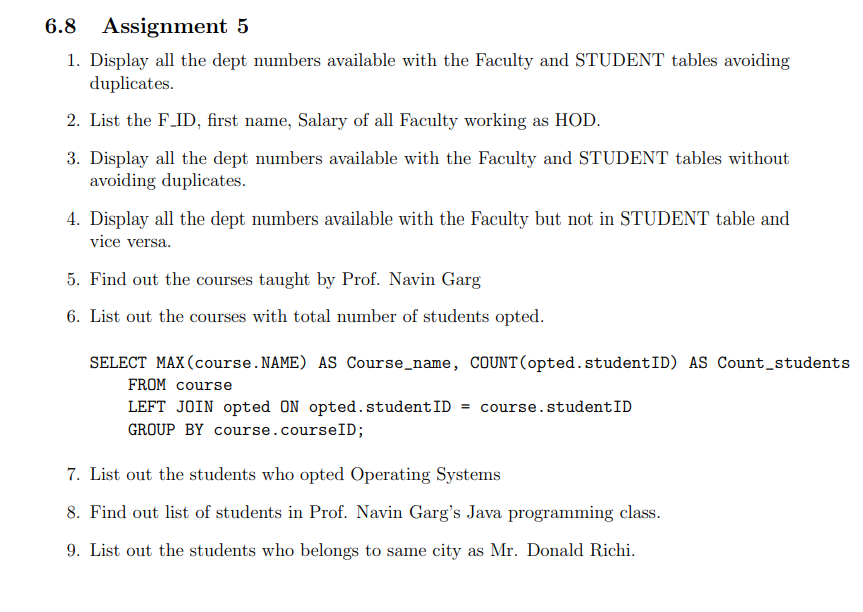 6.8 Assignment 5
1. Display all the dept numbers available with the Faculty and STUDENT tables avoiding
duplicates.
2. List the F_ID, first name, Salary of all Faculty working as HOD.
3. Display all the dept numbers available with the Faculty and STUDENT tables without
avoiding duplicates.
4. Display all the dept numbers available with the Faculty but not in STUDENT table and
vice versa.
5. Find out the courses taught by Prof. Navin Garg
6. List out the courses with total number of students opted.
SELECT MAX(course.NAME) AS Course_name, COUNT(opted.studentID) AS Count_students
FROM course
LEFT JOIN opted ON opted.studentID = course.studentID
GROUP BY course.courseID;
7. List out the students who opted Operating Systems
8. Find out list of students in Prof. Navin Garg's Java programming class.
9. List out the students who belongs to same city as Mr. Donald Richi.